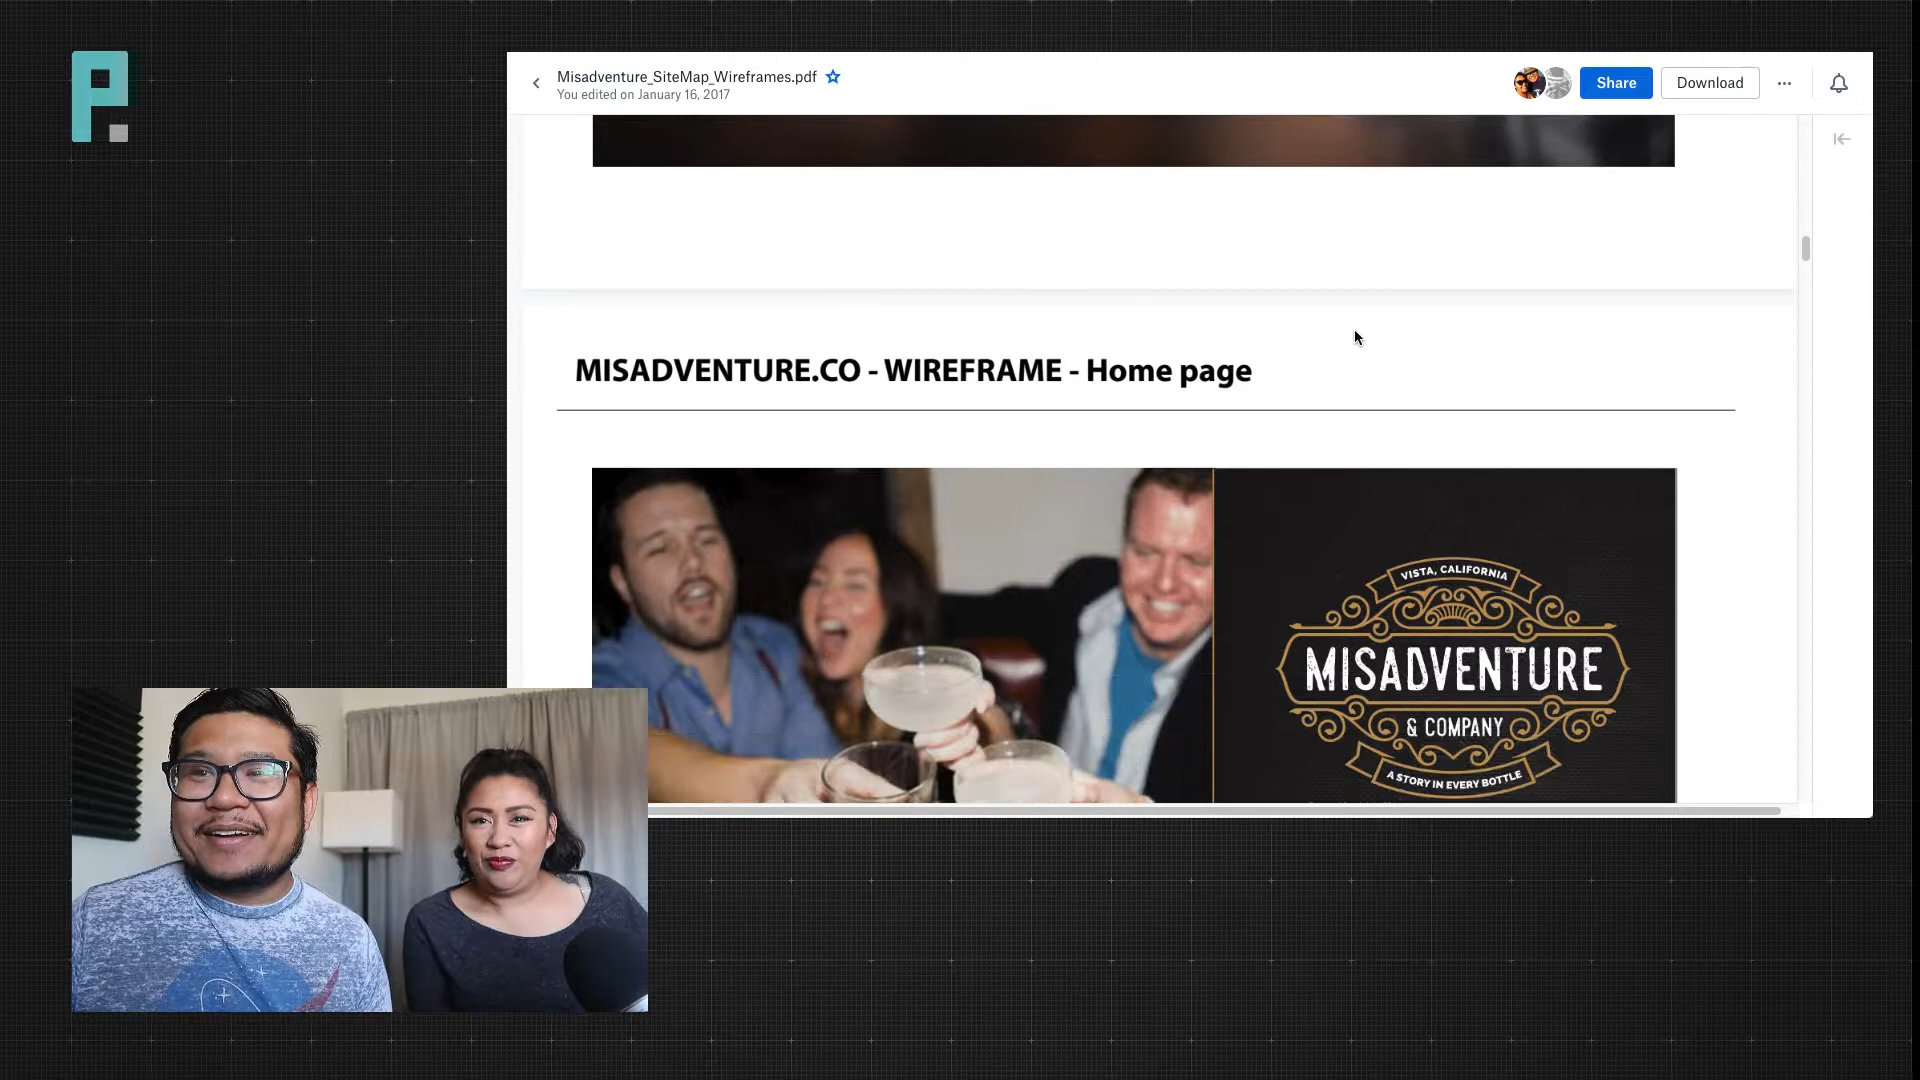 P.
Misadventure_SiteMap_Wireframes.pdf
You edited on January 16, 2017
Share
Download
MISADVENTURE.CO - WIREFRAME - Home page
VISTA, CALIFORNIA
MISADVENTURE
& COMPANY
A STORY IN EVERY BOTTLE